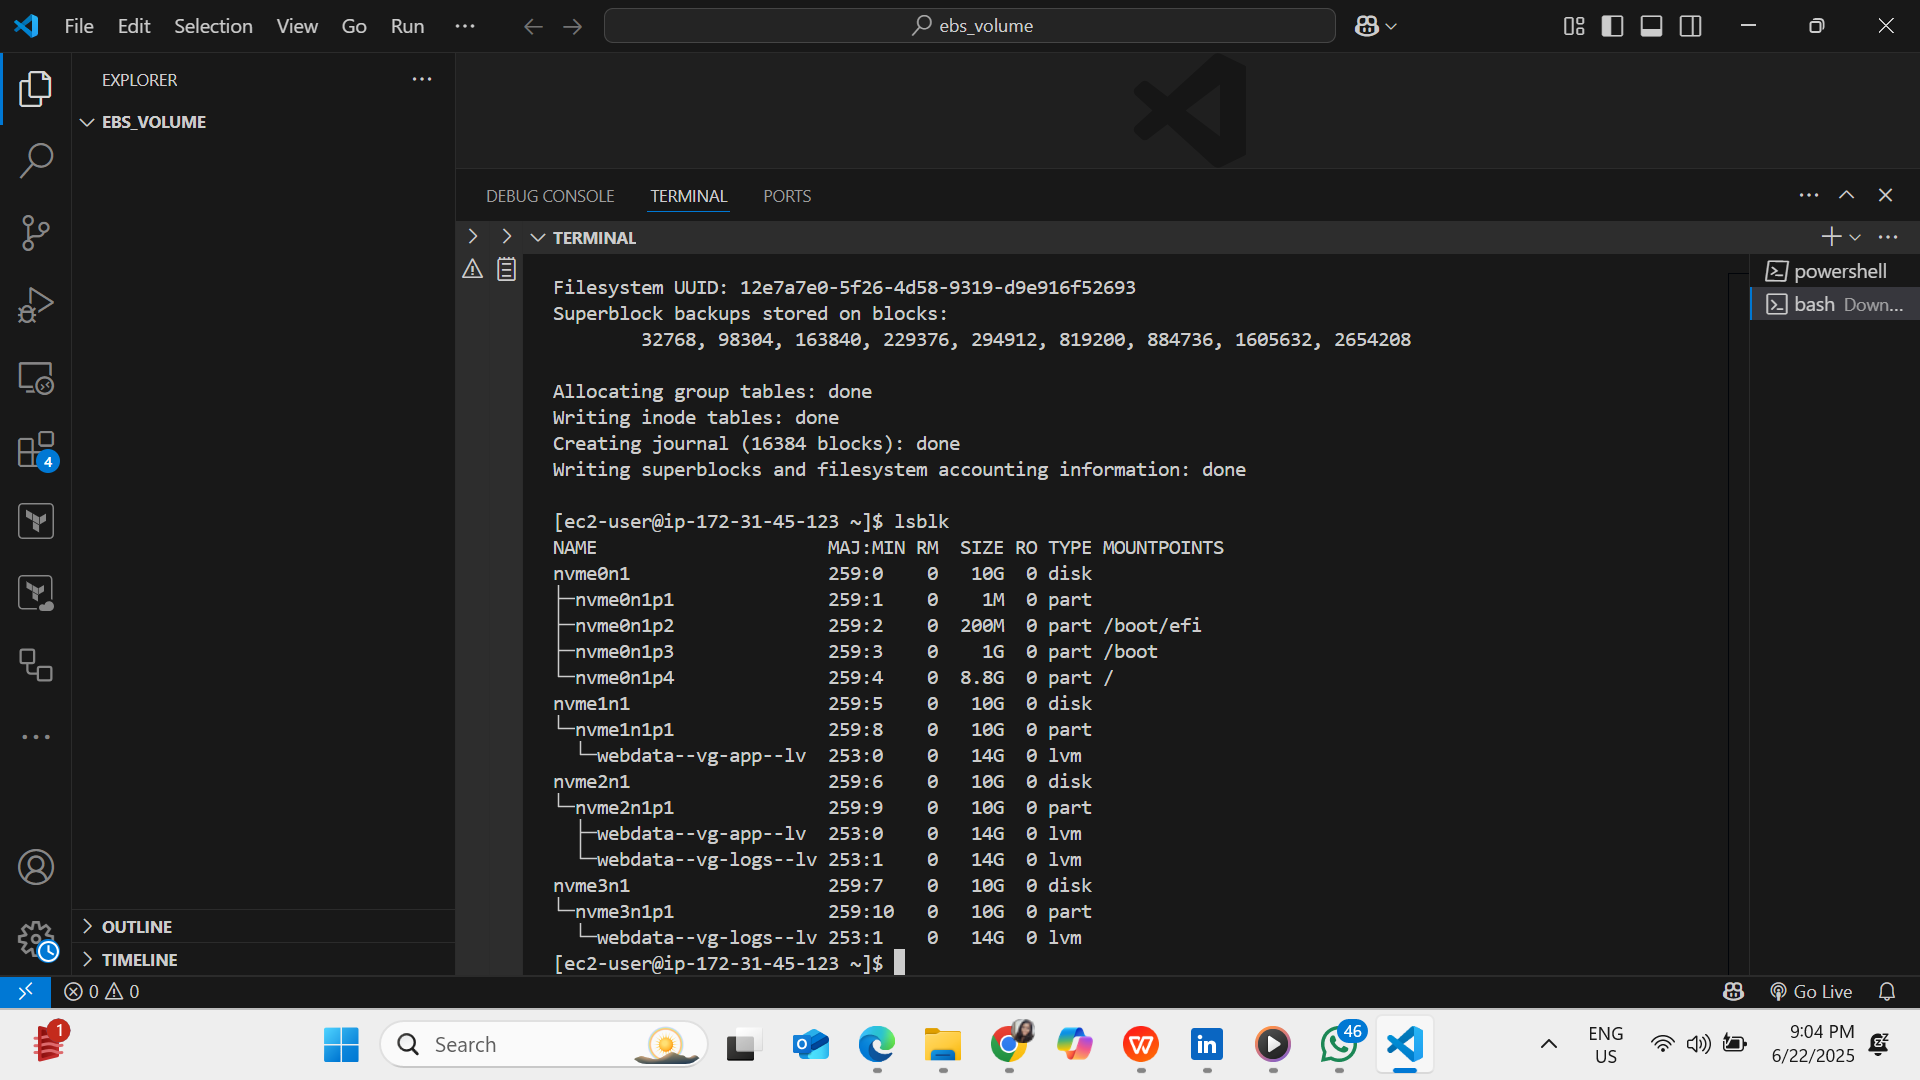 File Edit Selection View Go Run ··· ebs_volume
EXPLORER
EBS_VOLUME
DEBUG CONSOLE TERMINAL PORTS
TERMINAL
powershell
bash Down...
Filesystem UUID: 12e7a7e0-5f26-4d58-9319-d9e916f52693
Superblock backups stored on blocks:
32768, 98304, 163840, 229376, 294912, 819200, 884736, 1605632, 2654208
Allocating group tables: done
Writing inode tables: done
Creating journal (16384 blocks): done
Writing superblocks and filesystem accounting information: done
[ec2-user@ip-172-31-45-123 ~]$ lsblk
NAME MAJ:MIN RM SIZE RO TYPE MOUNTPOINTS
nvme0n1 259:0 0 10G 0 disk
├─nvme0n1p1 259:1 0 1M 0 part
├─nvme0n1p2 259:2 0 200M 0 part /boot/efi
├─nvme0n1p3 259:3 0 1G 0 part /boot
└─nvme0n1p4 259:4 0 8.8G 0 part /
nvme1n1 259:5 0 10G 0 disk
└─nvme1n1p1 259:8 0 10G 0 part
└─webdata--vg-app--lv 253:0 0 14G 0 lvm
nvme2n1 259:6 0 10G 0 disk
└─nvme2n1p1 259:9 0 10G 0 part
├─webdata--vg-app--lv 253:0 0 14G 0 lvm
└─webdata--vg-logs--lv 253:1 0 14G 0 lvm
nvme3n1 259:7 0 10G 0 disk
└─nvme3n1p1 259:10 0 10G 0 part
└─webdata--vg-logs--lv 253:1 0 14G 0 lvm
[ec2-user@ip-172-31-45-123 ~]$
4
OUTLINE
TIMELINE
0 0 Go Live
1
Search
46
ENG
US
9:04 PM
6/22/2025